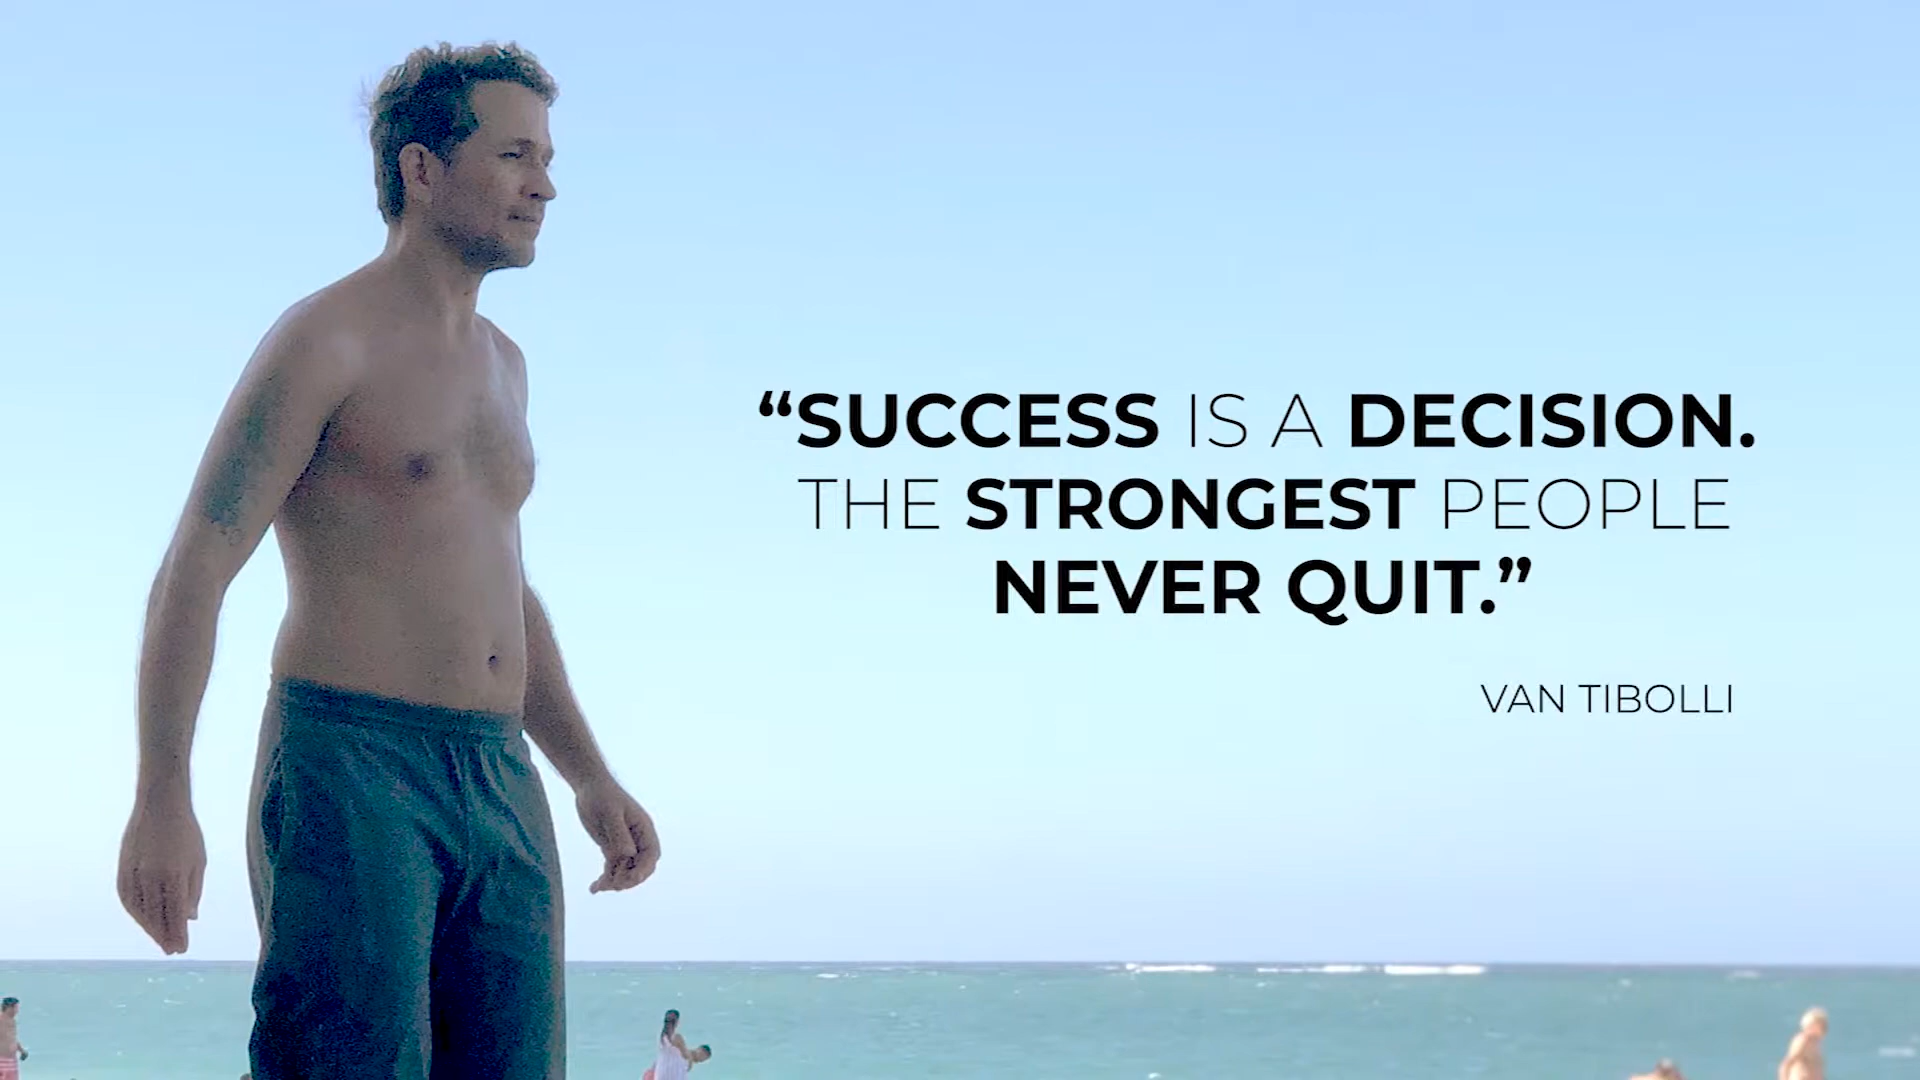 “SUCCESS IS A DECISION.
THE STRONGEST PEOPLE
NEVER QUIT.”
VAN TIBOLLI